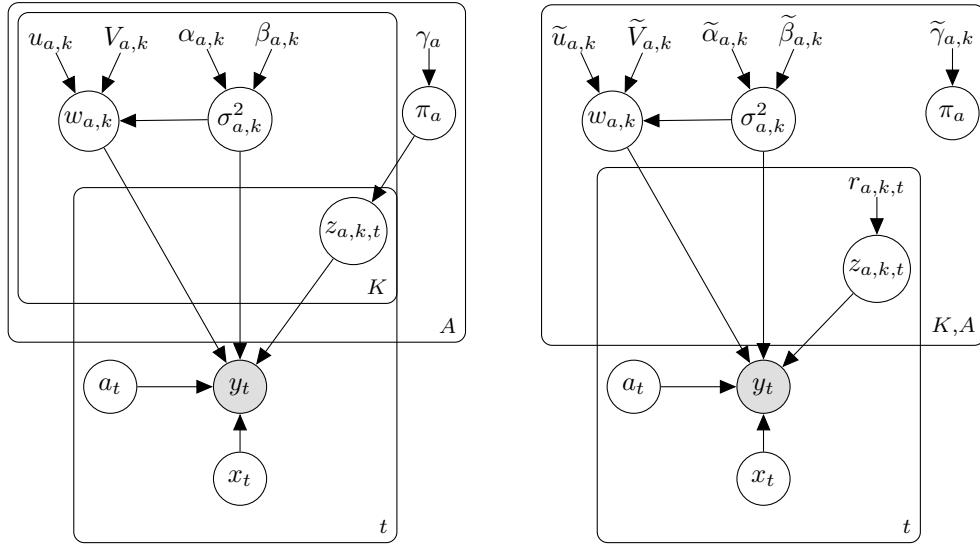 u_{a,k} V_{a,k} α_{a,k} β_{a,k} γ_a
w_{a,k} σ²_{a,k} π_a
z_{a,k,t}
K
A
a_t y_t
x_t
t
ũ_{a,k} Ṽ_{a,k} α̃_{a,k} β̃_{a,k} γ̃_{a,k}
w_{a,k} σ²_{a,k} π_a
r_{a,k,t}
z_{a,k,t}
K, A
a_t y_t
x_t
t